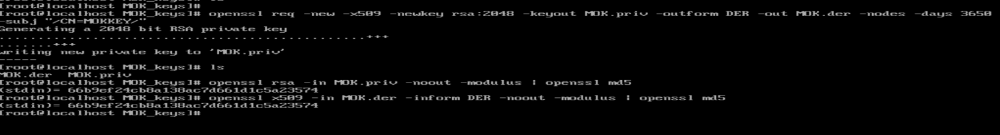 [root@localhost MOK_keys]#
[root@localhost MOK_keys]# openssl req -new -x509 -newkey rsa:2048 -keyout MOK.priv -outform DER -out MOK.der -nodes -days 3650
-subj "/CN=MOKKEY/"
Generating a 2048 bit RSA private key
...............................................+++
.......+++
writing new private key to 'MOK.priv'
-----
[root@localhost MOK_keys]# ls
MOK.der  MOK.priv
[root@localhost MOK_keys]# openssl rsa -in MOK.priv -noout -modulus | openssl md5
(stdin)= 66b9ef24cb8a138ac7d661d1c5a23574
[root@localhost MOK_keys]# openssl x509 -in MOK.der -inform DER -noout -modulus | openssl md5
(stdin)= 66b9ef24cb8a138ac7d661d1c5a23574
[root@localhost MOK_keys]#